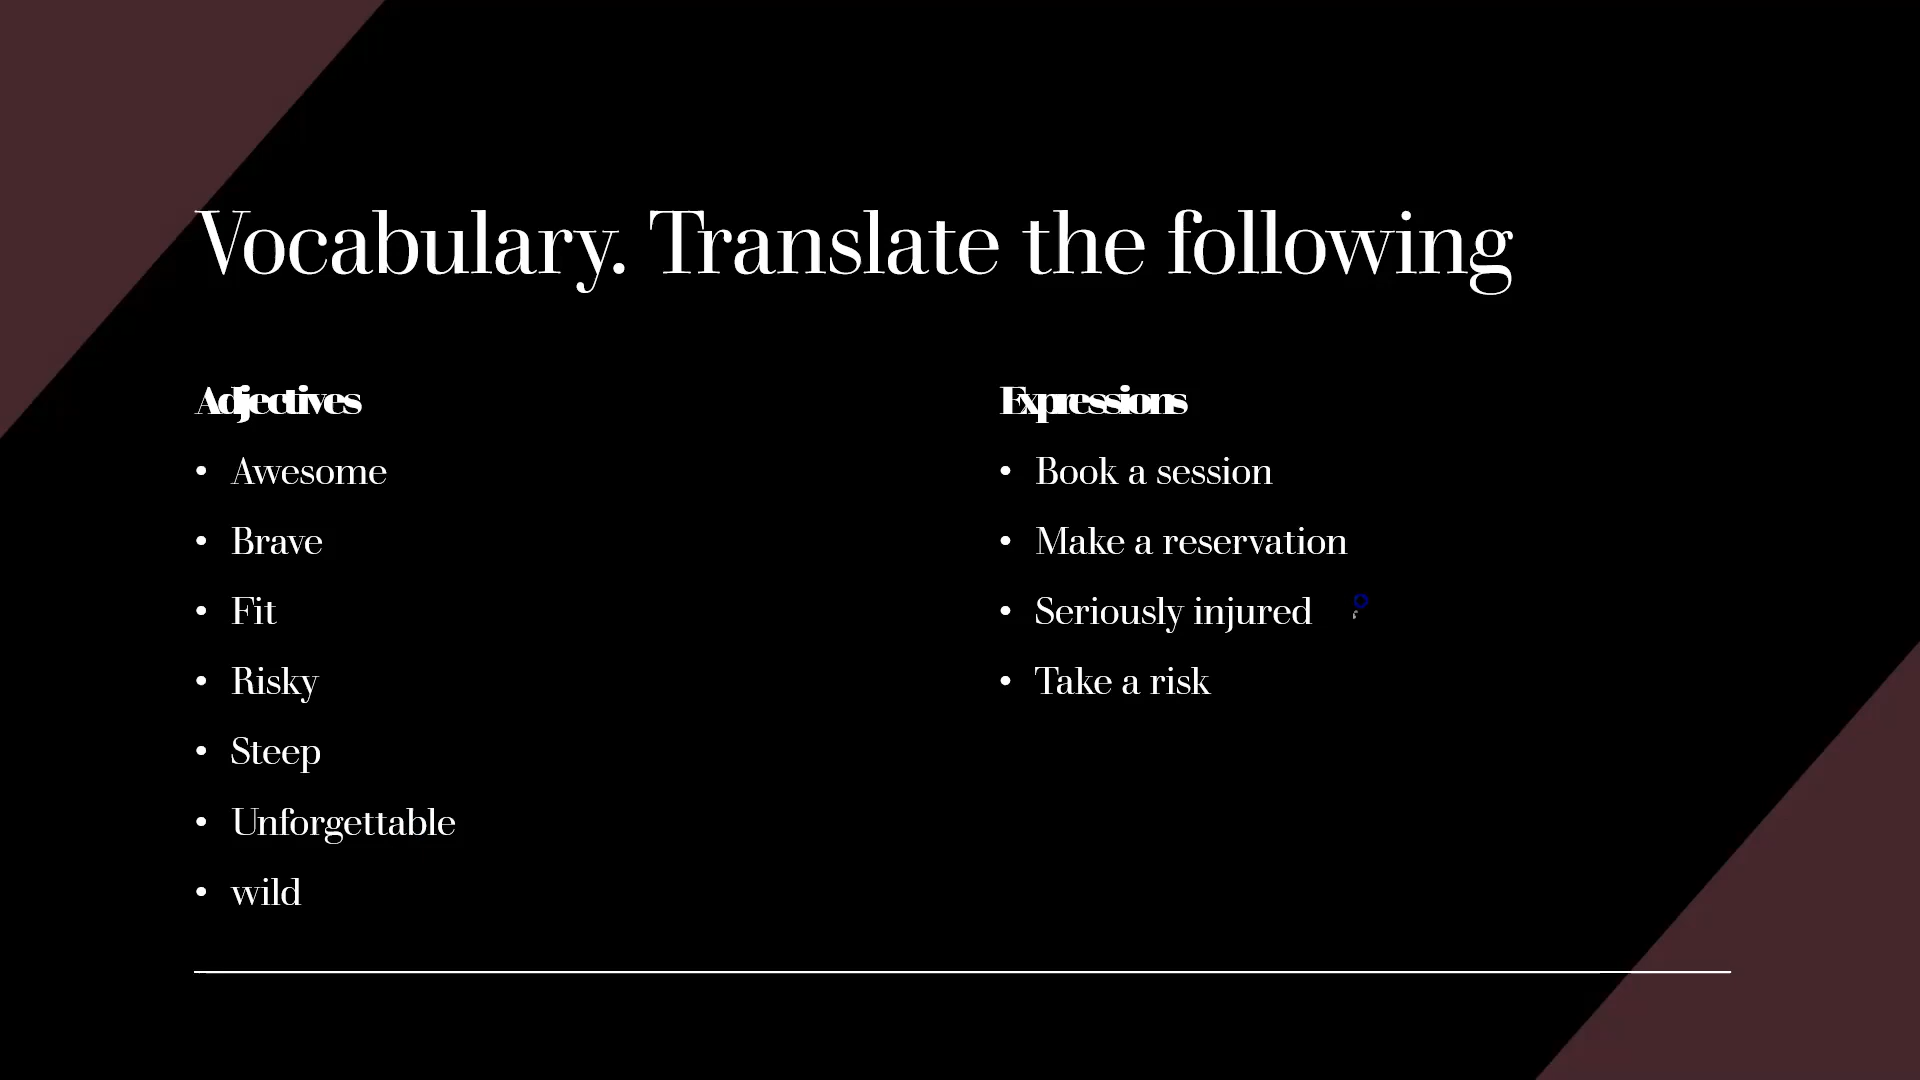 Vocabulary. Translate the following
Adjectives
• Awesome
• Brave
• Fit
• Risky
• Steep
• Unforgettable
• wild
Expressions
• Book a session
• Make a reservation
• Seriously injured
• Take a risk